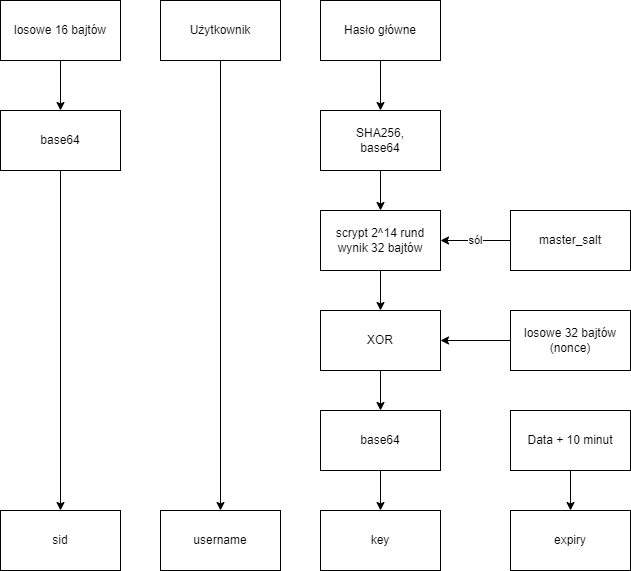 losowe 16 bajtów
Użytkownik
Hasło główne
base64
SHA256,
base64
scrypt 2^14 rund
wynik 32 bajtów
sól
master_salt
XOR
losowe 32 bajtów
(nonce)
base64
Data + 10 minut
sid
username
key
expiry